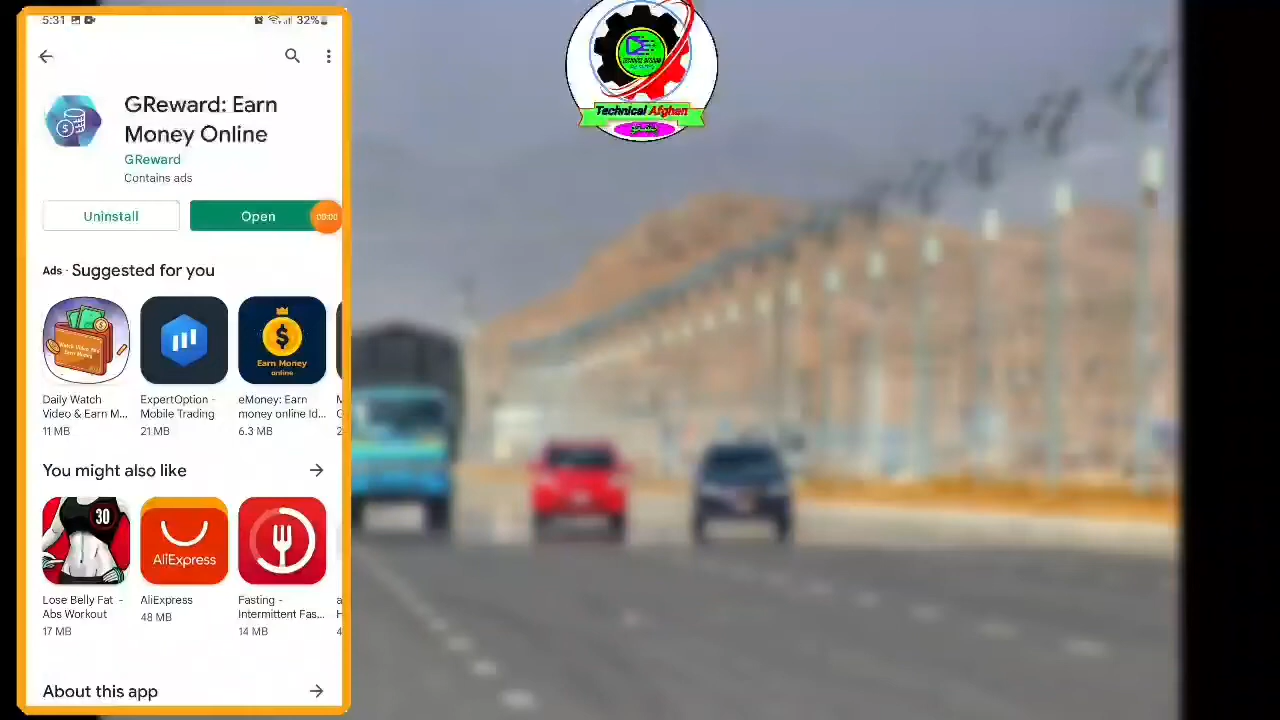 5:31
32%
GReward: Earn
Money Online
GReward
Contains ads
Uninstall
Open
00:00
Ads · Suggested for you
Earn Money
online
Daily Watch
Video & Earn M...
11 MB
ExpertOption -
Mobile Trading
21 MB
eMoney: Earn
money online Id...
6.3 MB
You might also like
30
AliExpress
Lose Belly Fat -
Abs Workout
17 MB
AliExpress
48 MB
Fasting -
Intermittent Fas...
14 MB
About this app
Technical Afghan